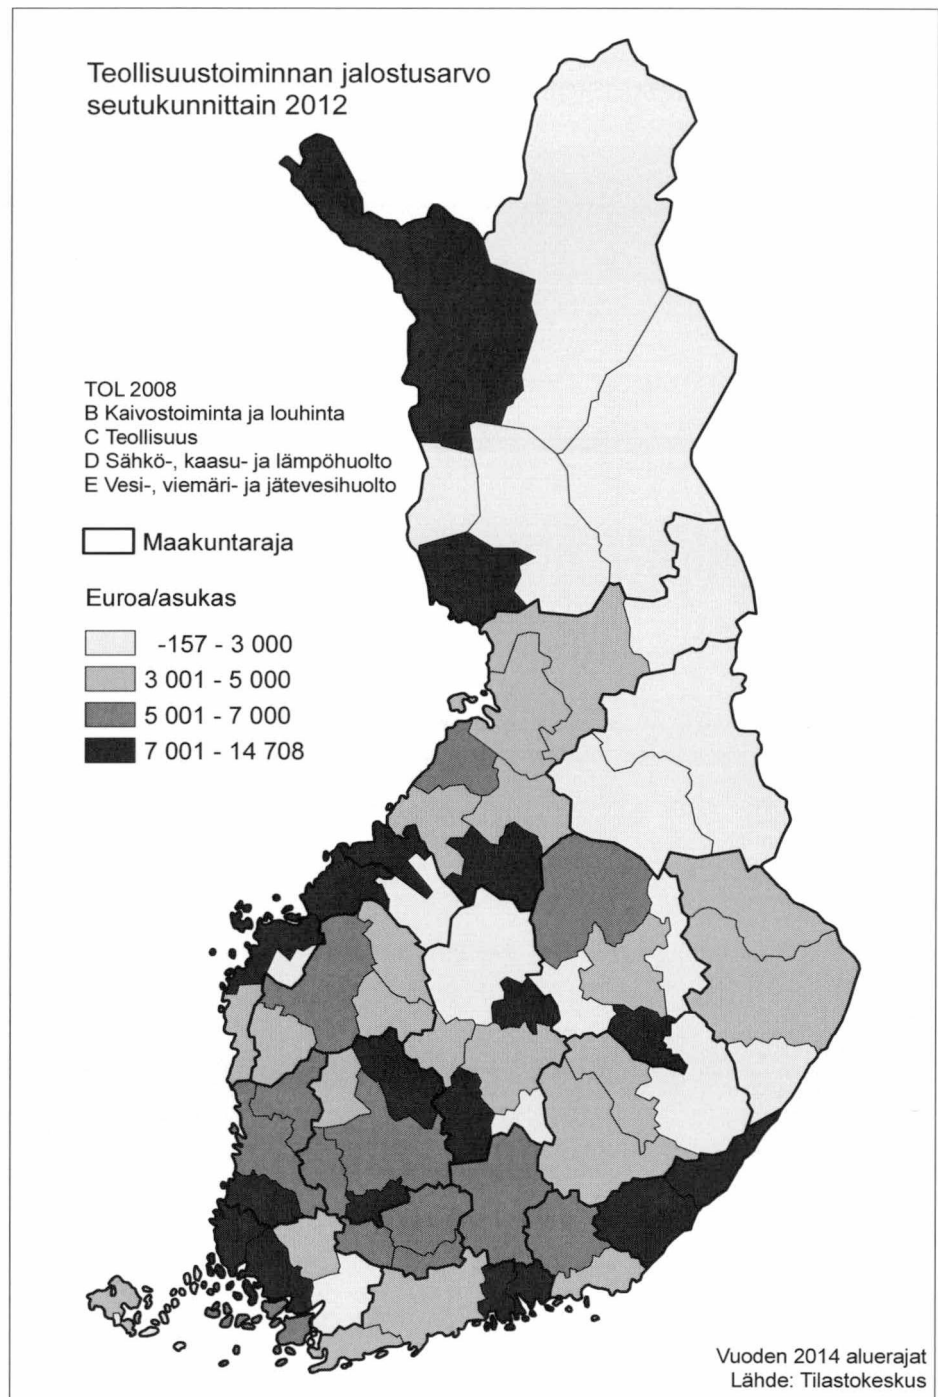 Teollisuustoiminnan jalostusarvo
seutukunnittain 2012
TOL 2008
B Kaivostoiminta ja louhinta
C Teollisuus
D Sähkö-, kaasu- ja lämpöhuolto
E Vesi-, viemäri- ja jätevesihuolto
Maakuntaraja
Euroa/asukas
-157 - 3 000
3 001 - 5 000
5 001 - 7 000
7 001 - 14 708
Vuoden 2014 aluerajat
Lähde: Tilastokeskus